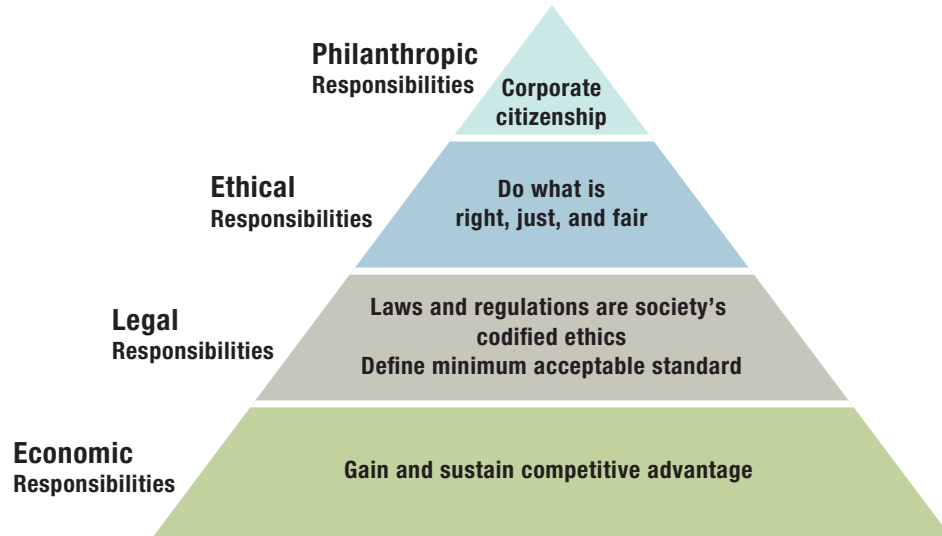 Philanthropic
Responsibilities
Corporate
citizenship
Ethical
Responsibilities
Do what is
right, just, and fair
Legal
Responsibilities
Laws and regulations are society’s
codified ethics
Define minimum acceptable standard
Economic
Responsibilities
Gain and sustain competitive advantage